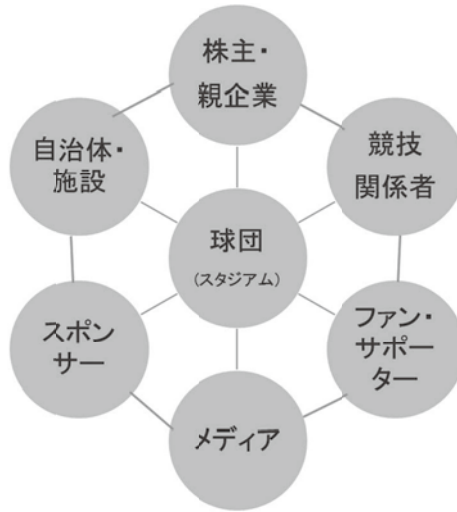 株主・
親企業
自治体・
施設
競技
関係者
球団
(スタジアム)
スポン
サー
ファン・
サポー
ター
メディア